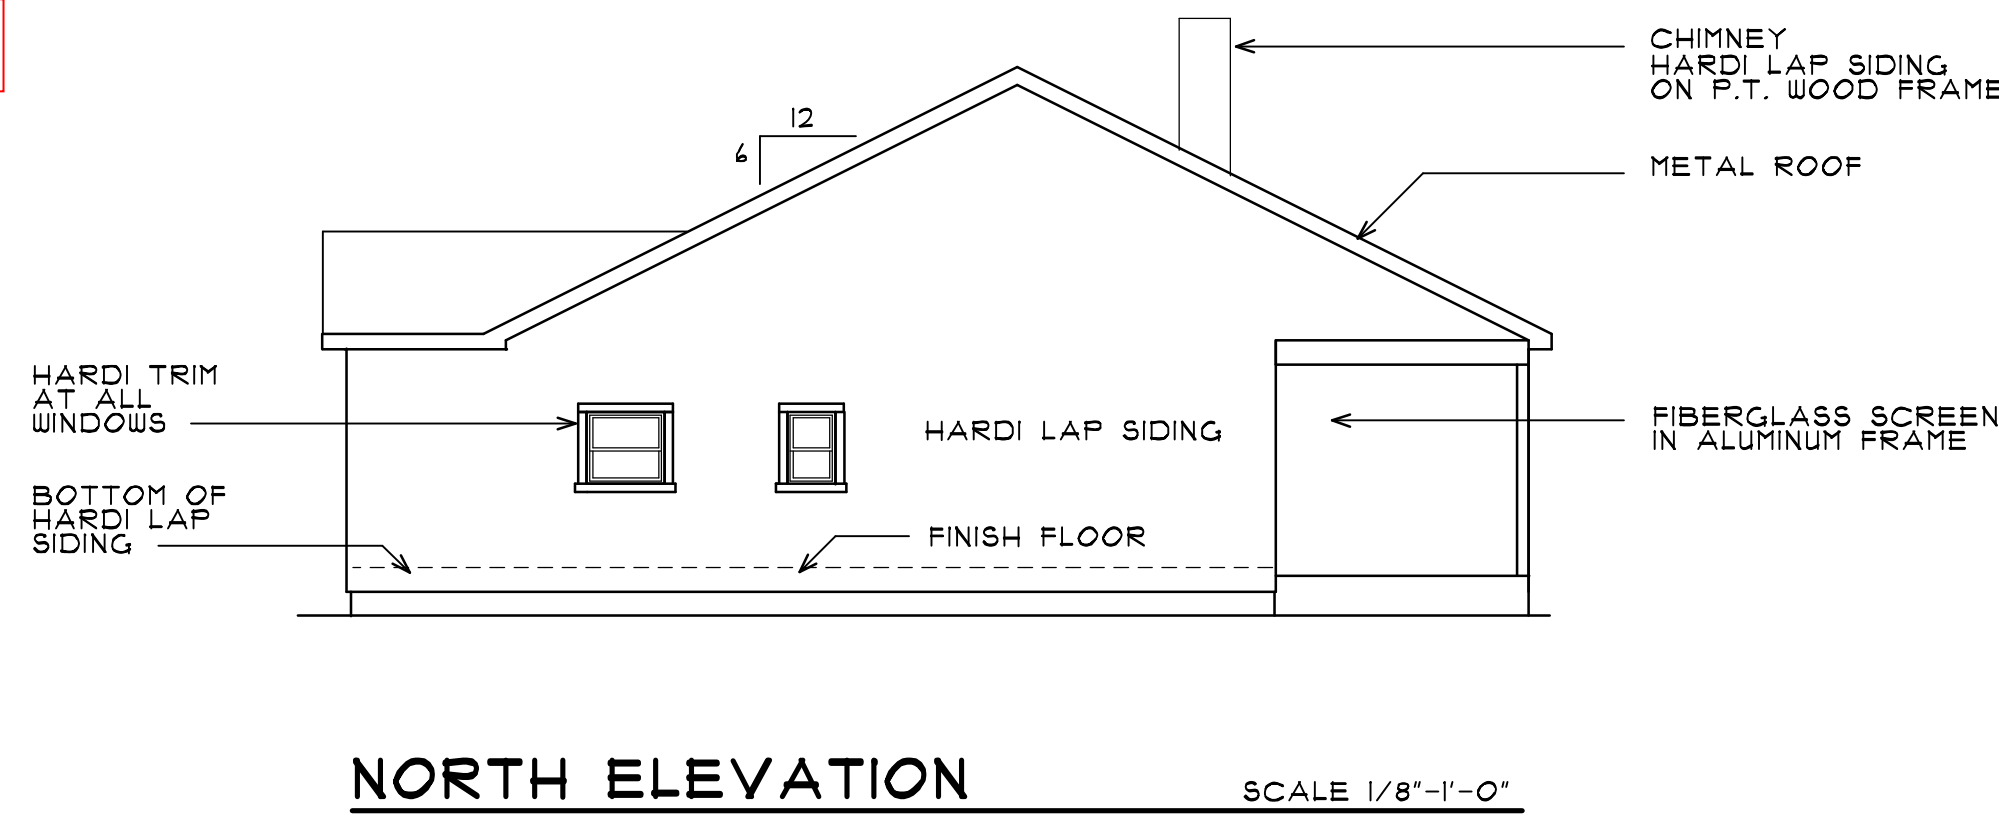 CHIMNEY
HARDI LAP SIDING
ON P.T. WOOD FRAME
12
6
METAL ROOF
HARDI TRIM
AT ALL
WINDOWS
HARDI LAP SIDING
FIBERGLASS SCREEN
IN ALUMINUM FRAME
BOTTOM OF
HARDI LAP
SIDING
FINISH FLOOR
NORTH ELEVATION
SCALE 1/8"-1'-0"